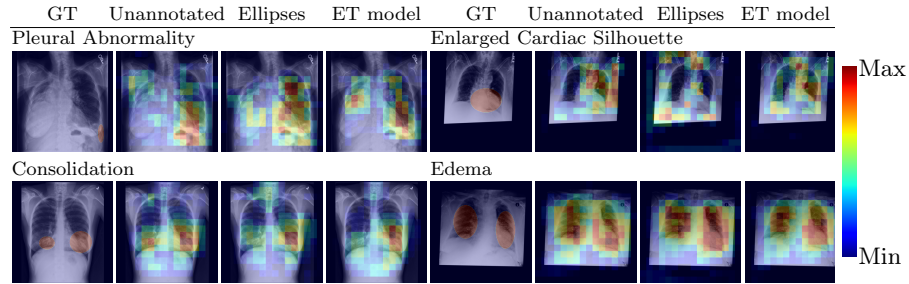 GT Unannotated Ellipses ET model GT Unannotated Ellipses ET model
Pleural Abnormality Enlarged Cardiac Silhouette
Max
Consolidation Edema
Min